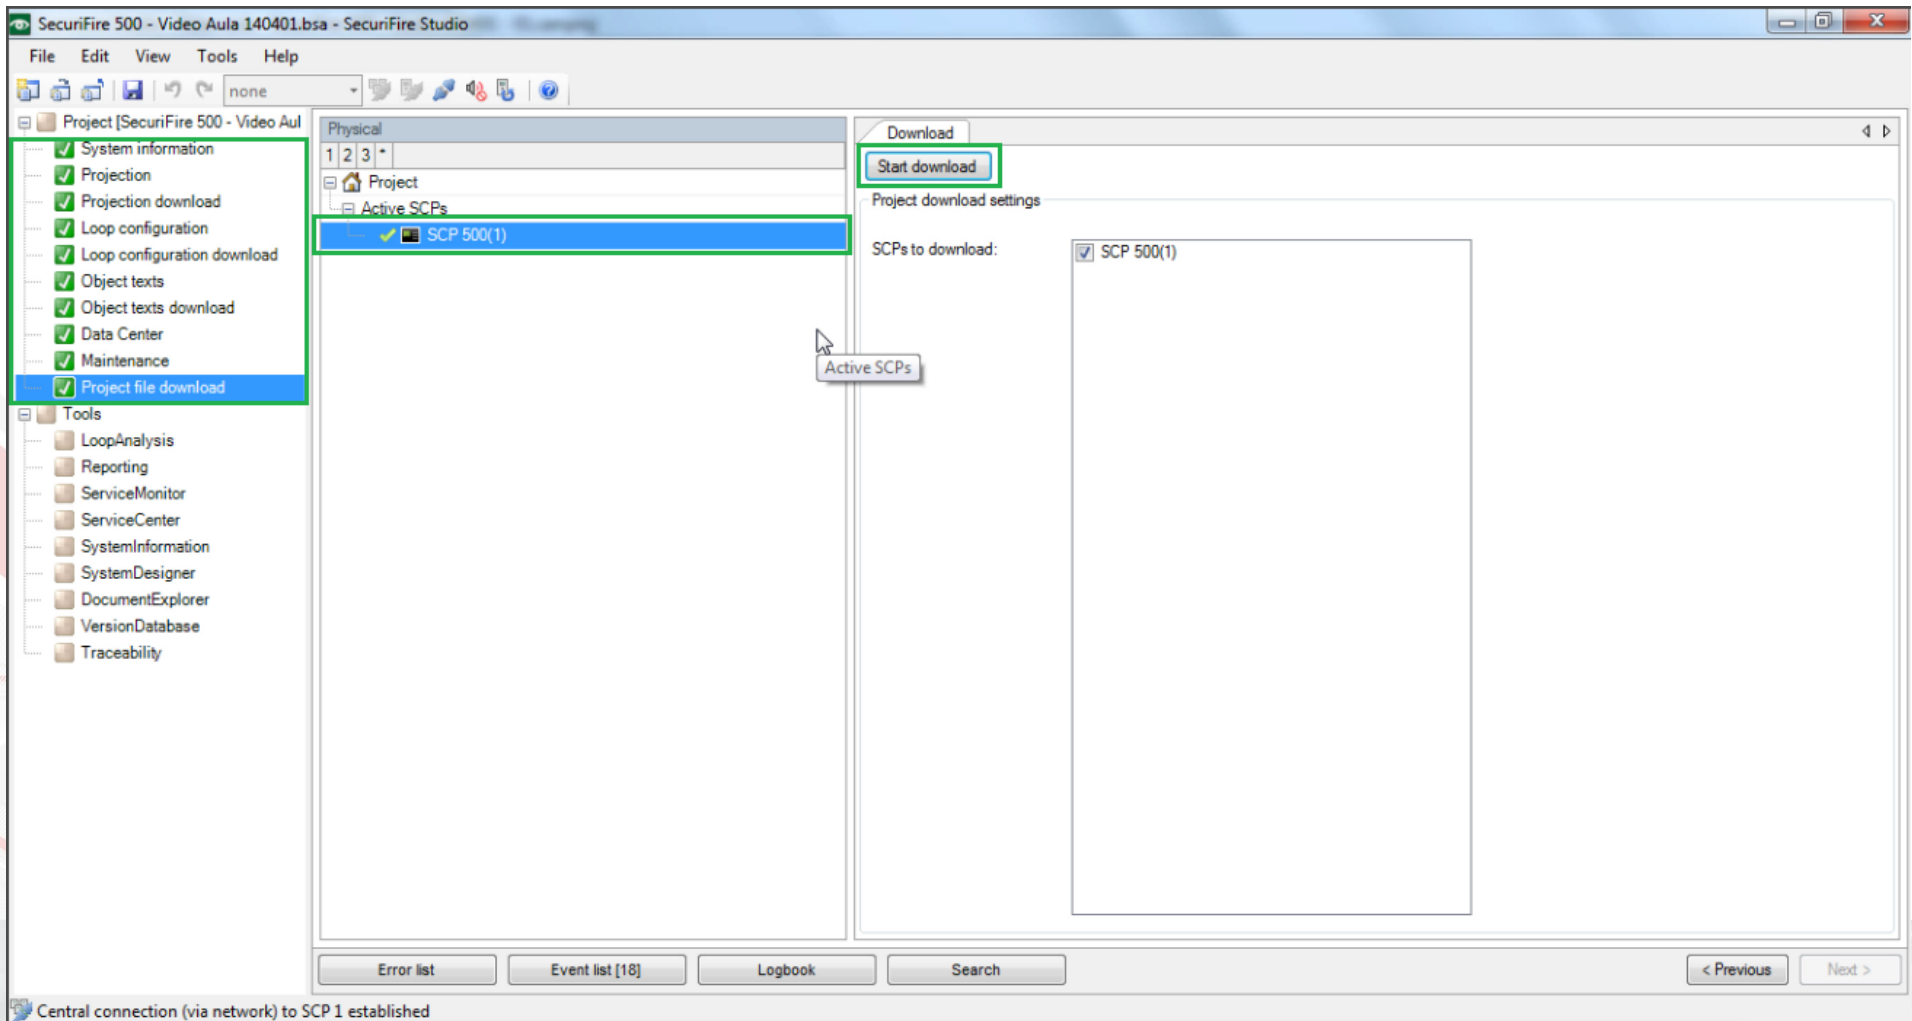 SecuriFire 500 - Video Aula 140401.bsa - SecuriFire Studio
File Edit View Tools Help
none
Project [SecuriFire 500 - Video Aul
System information
Projection
Projection download
Loop configuration
Loop configuration download
Object texts
Object texts download
Data Center
Maintenance
Project file download
Tools
LoopAnalysis
Reporting
ServiceMonitor
ServiceCenter
SystemInformation
SystemDesigner
DocumentExplorer
VersionDatabase
Traceability
Physical
1 2 3 *
Project
Active SCPs
SCP 500(1)
Active SCPs
Download
Start download
Project download settings
SCPs to download:
SCP 500(1)
Error list Event list [18] Logbook Search < Previous Next >
Central connection (via network) to SCP 1 established